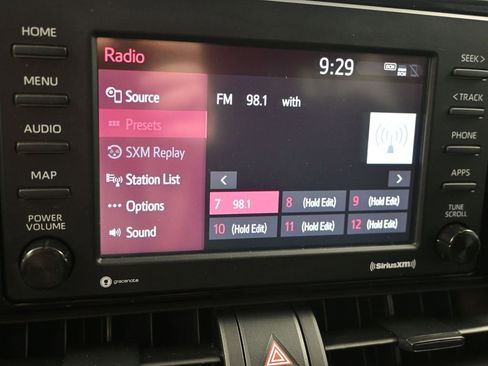 HOME
MENU
AUDIO
MAP
POWER
VOLUME
Radio
9:29
DCM
DCM
Source
Presets
SXM Replay
Station List
Options
Sound
FM 98.1 with
<
>
7 98.1
8 (Hold Edit)
9 (Hold Edit)
10 (Hold Edit)
11 (Hold Edit)
12 (Hold Edit)
SEEK >
< TRACK
PHONE
APPS
TUNE
SCROLL
gracenote
SiriusXM